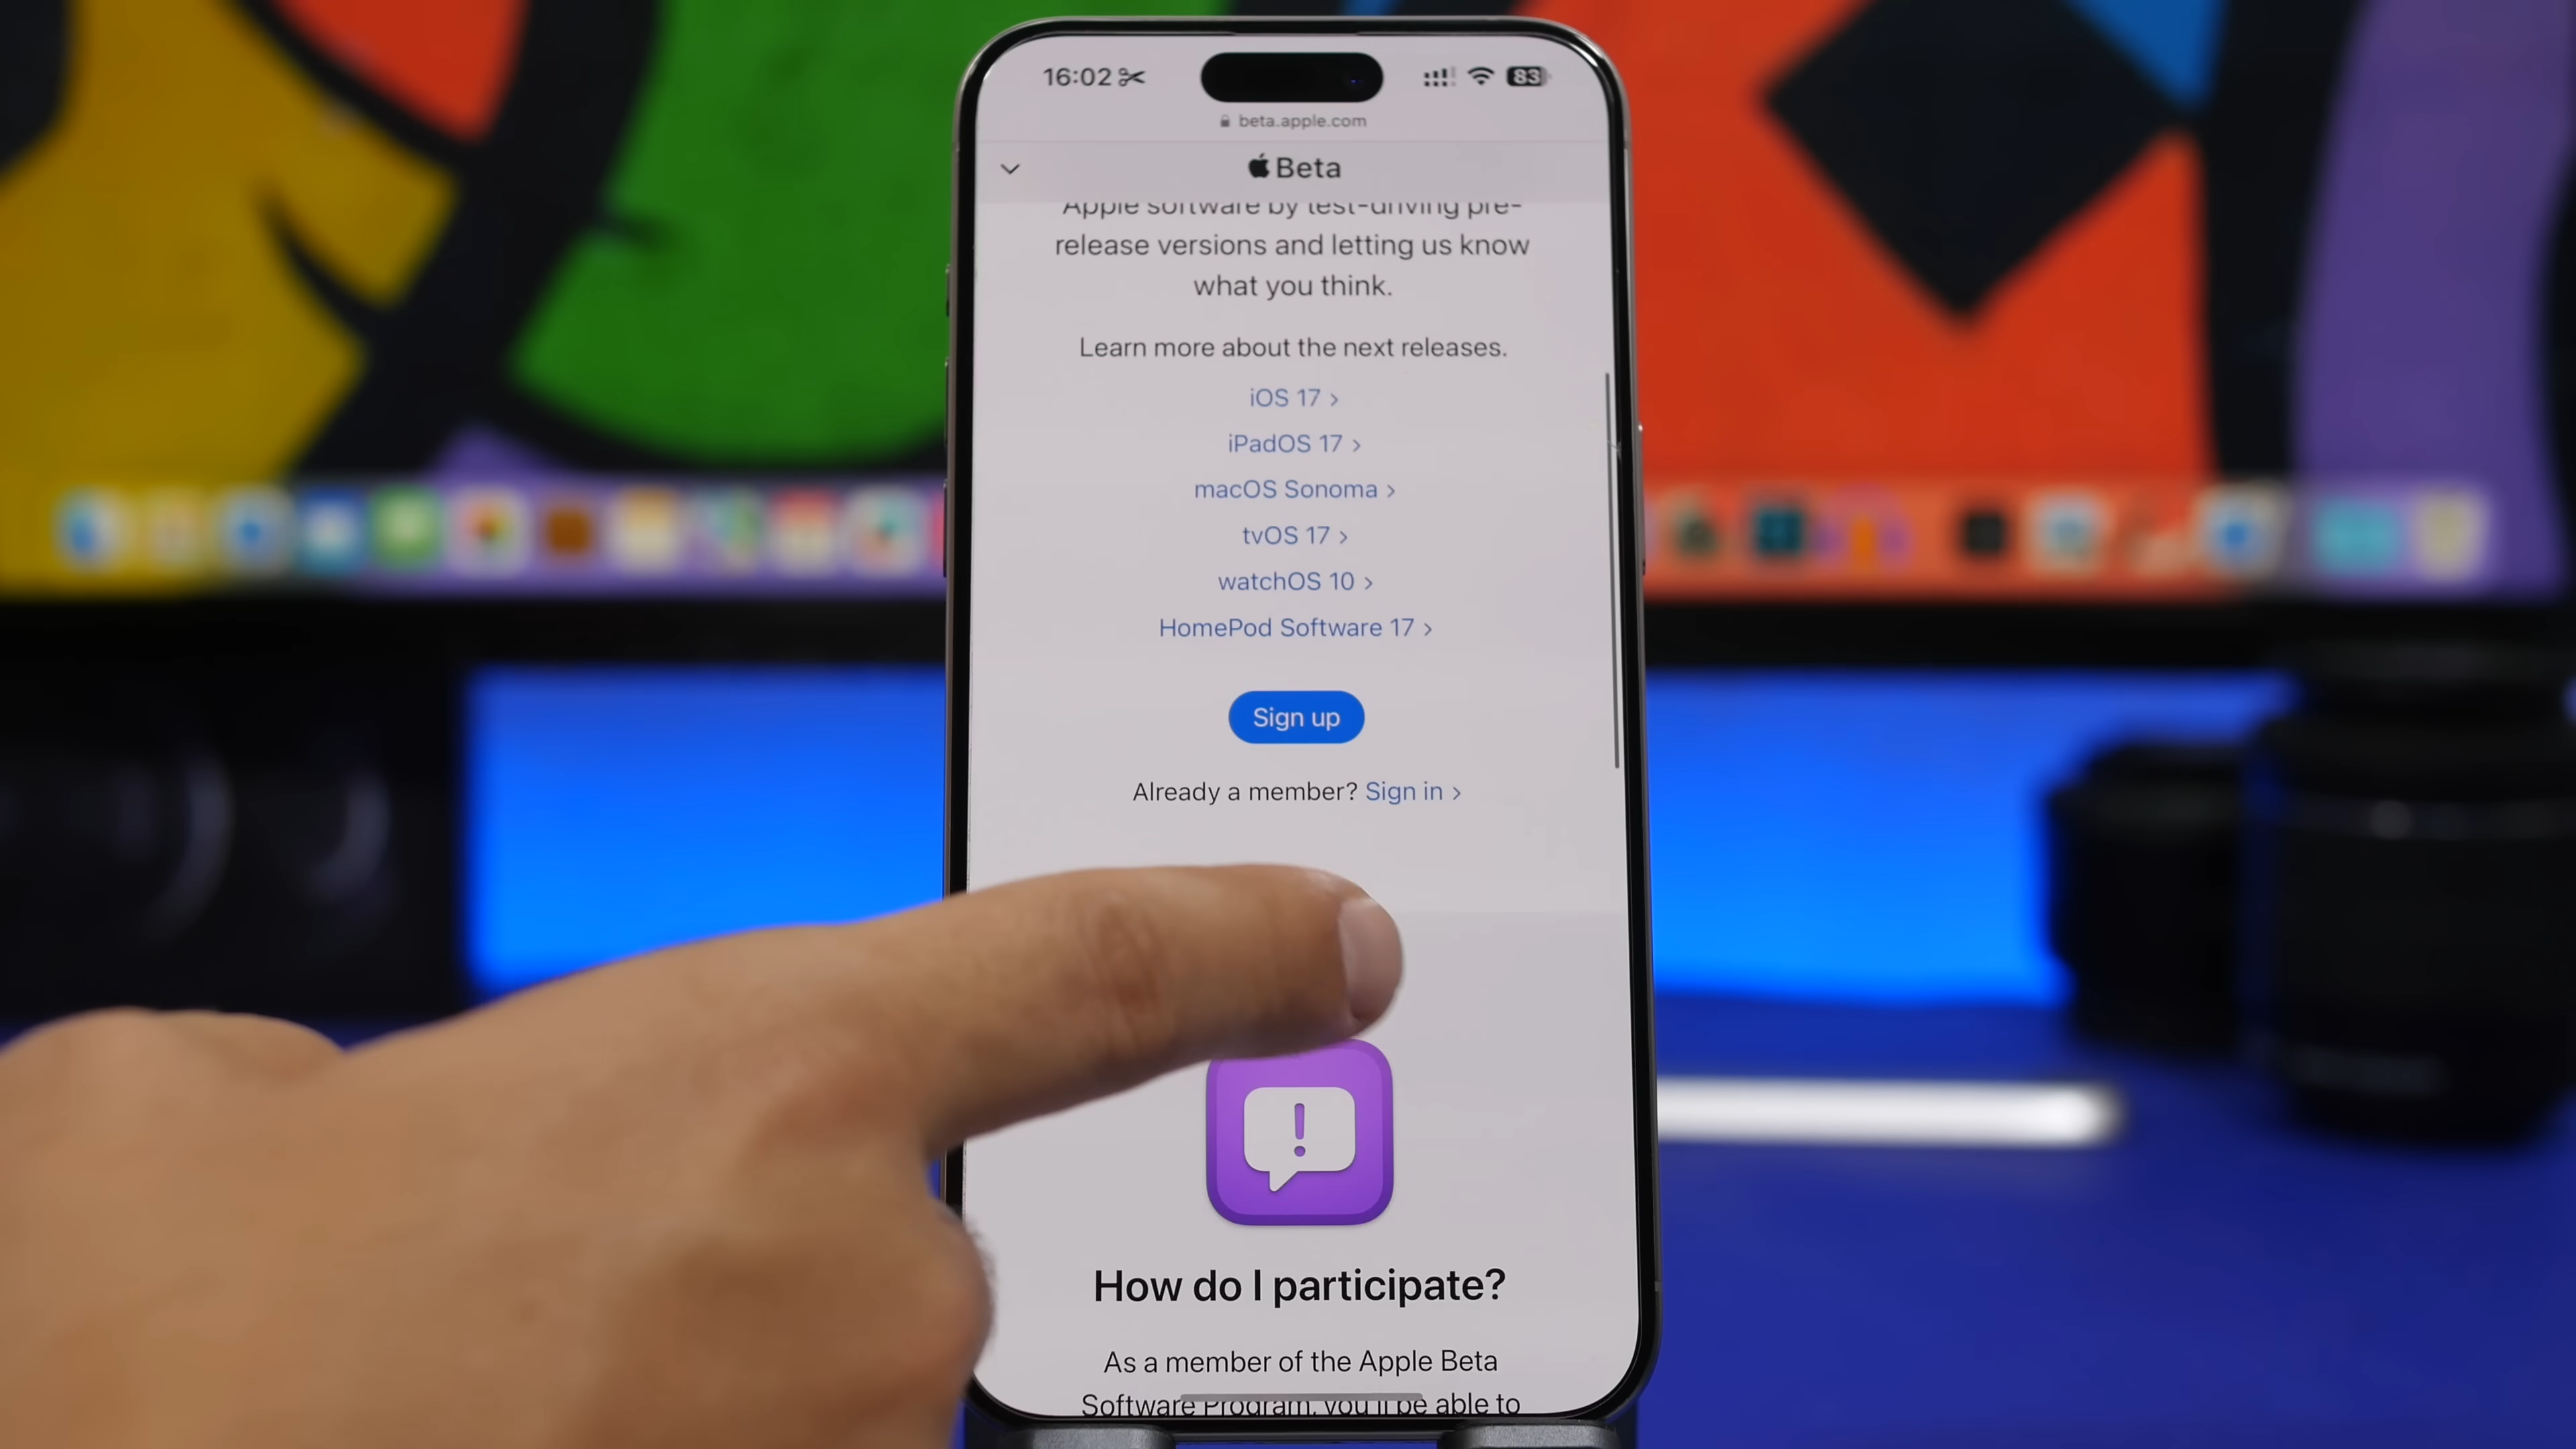 16:02
83
beta.apple.com
Beta
Apple software by test-driving pre-
release versions and letting us know
what you think.
Learn more about the next releases.
iOS 17 >
iPadOS 17 >
macOS Sonoma >
tvOS 17 >
watchOS 10 >
HomePod Software 17 >
Sign up
Already a member? Sign in >
How do I participate?
As a member of the Apple Beta
Software Program, you'll be able to